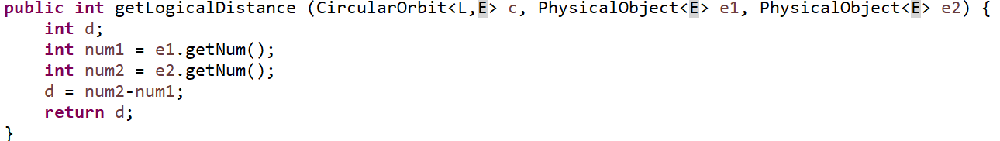 public int getLogicalDistance (CircularOrbit<L,E> c, PhysicalObject<E> e1, PhysicalObject<E> e2) {
    int d;
    int num1 = e1.getNum();
    int num2 = e2.getNum();
    d = num2-num1;
    return d;
}